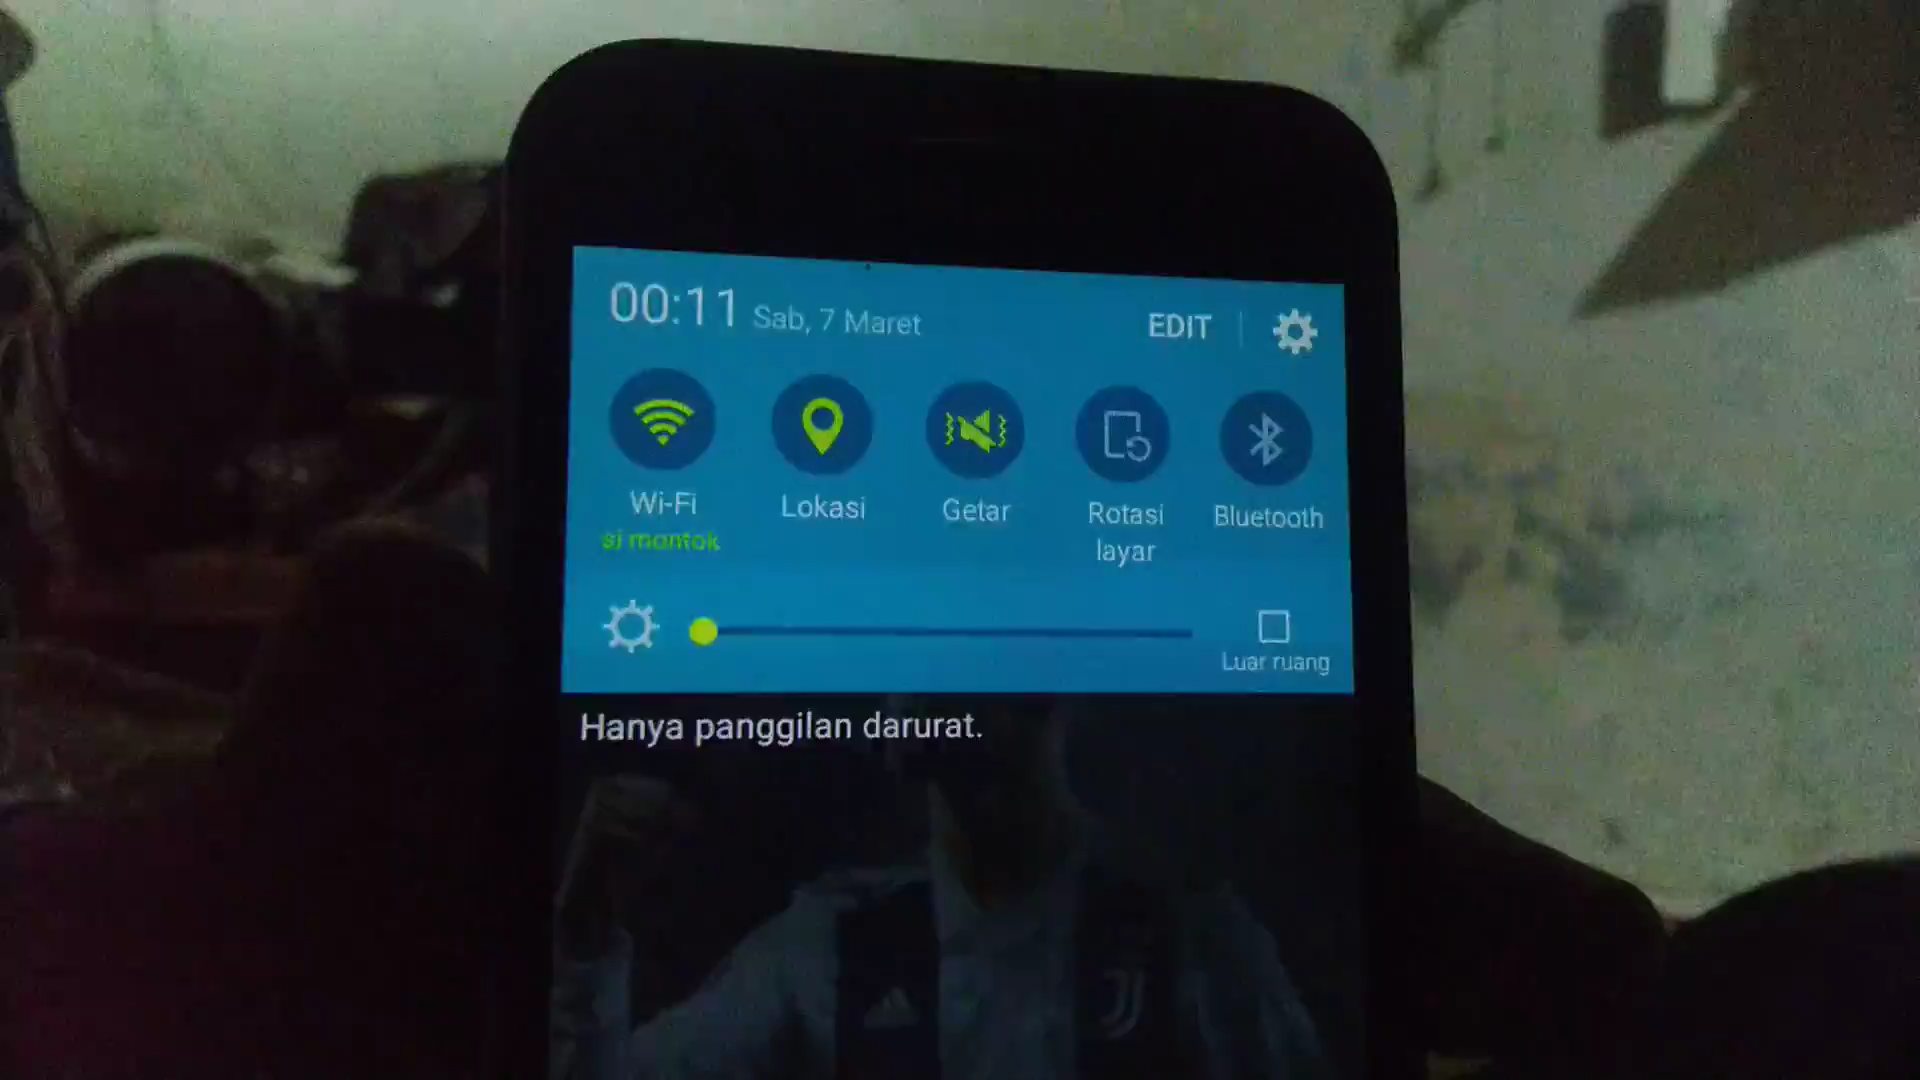 00:11 Sab, 7 Maret EDIT
Wi-Fi Lokasi Getar Rotasi layar Bluetooth
si montok
Luar ruang
Hanya panggilan darurat.